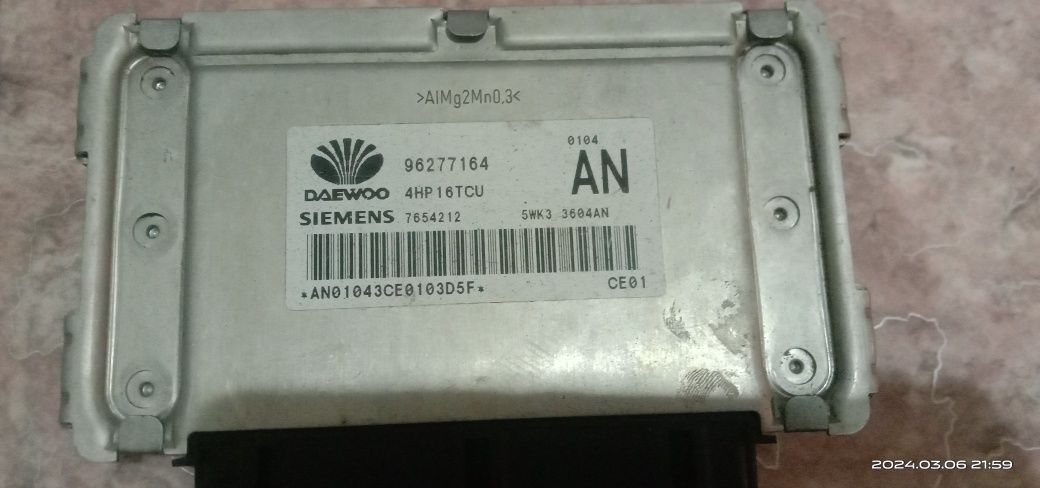 >AlMg2Mn0,3<
0104
96277164
AN
DAEWOO 4HP16TCU
SIEMENS 7654212 5WK3 3604AN
*AN01043CE0103D5F* CE01
2024.03.06 21:59